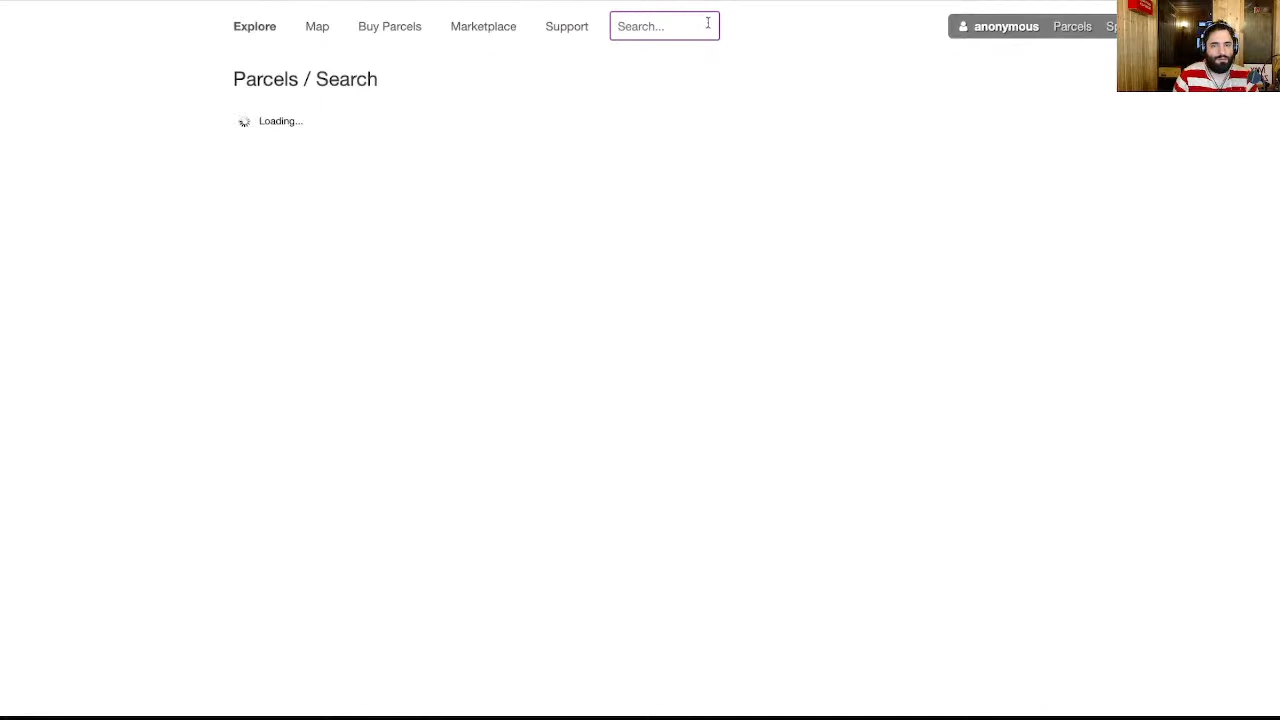 Explore Map Buy Parcels Marketplace Support Search... anonymous Parcels
Parcels / Search
Loading...